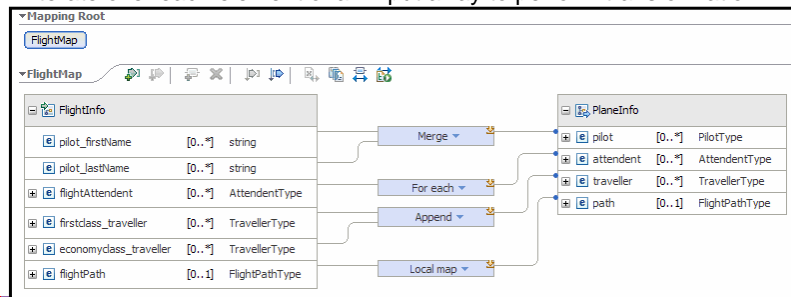 Mapping Root
FlightMap
FlightMap
FlightInfo
pilot_firstName [0..*] string
pilot_lastName [0..*] string
flightAttendent [0..*] AttendentType
firstclass_traveller [0..*] TravellerType
economyclass_traveller [0..*] TravellerType
flightPath [0..1] FlightPathType
Merge
For each
Append
Local map
PlaneInfo
pilot [0..*] PilotType
attendent [0..*] AttendentType
traveller [0..*] TravellerType
path [0..1] FlightPathType